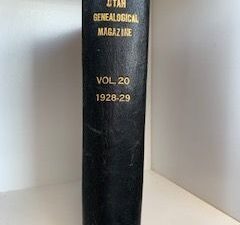 UTAH
GENEALOGICAL
MAGAZINE
VOL. 20
1928-29